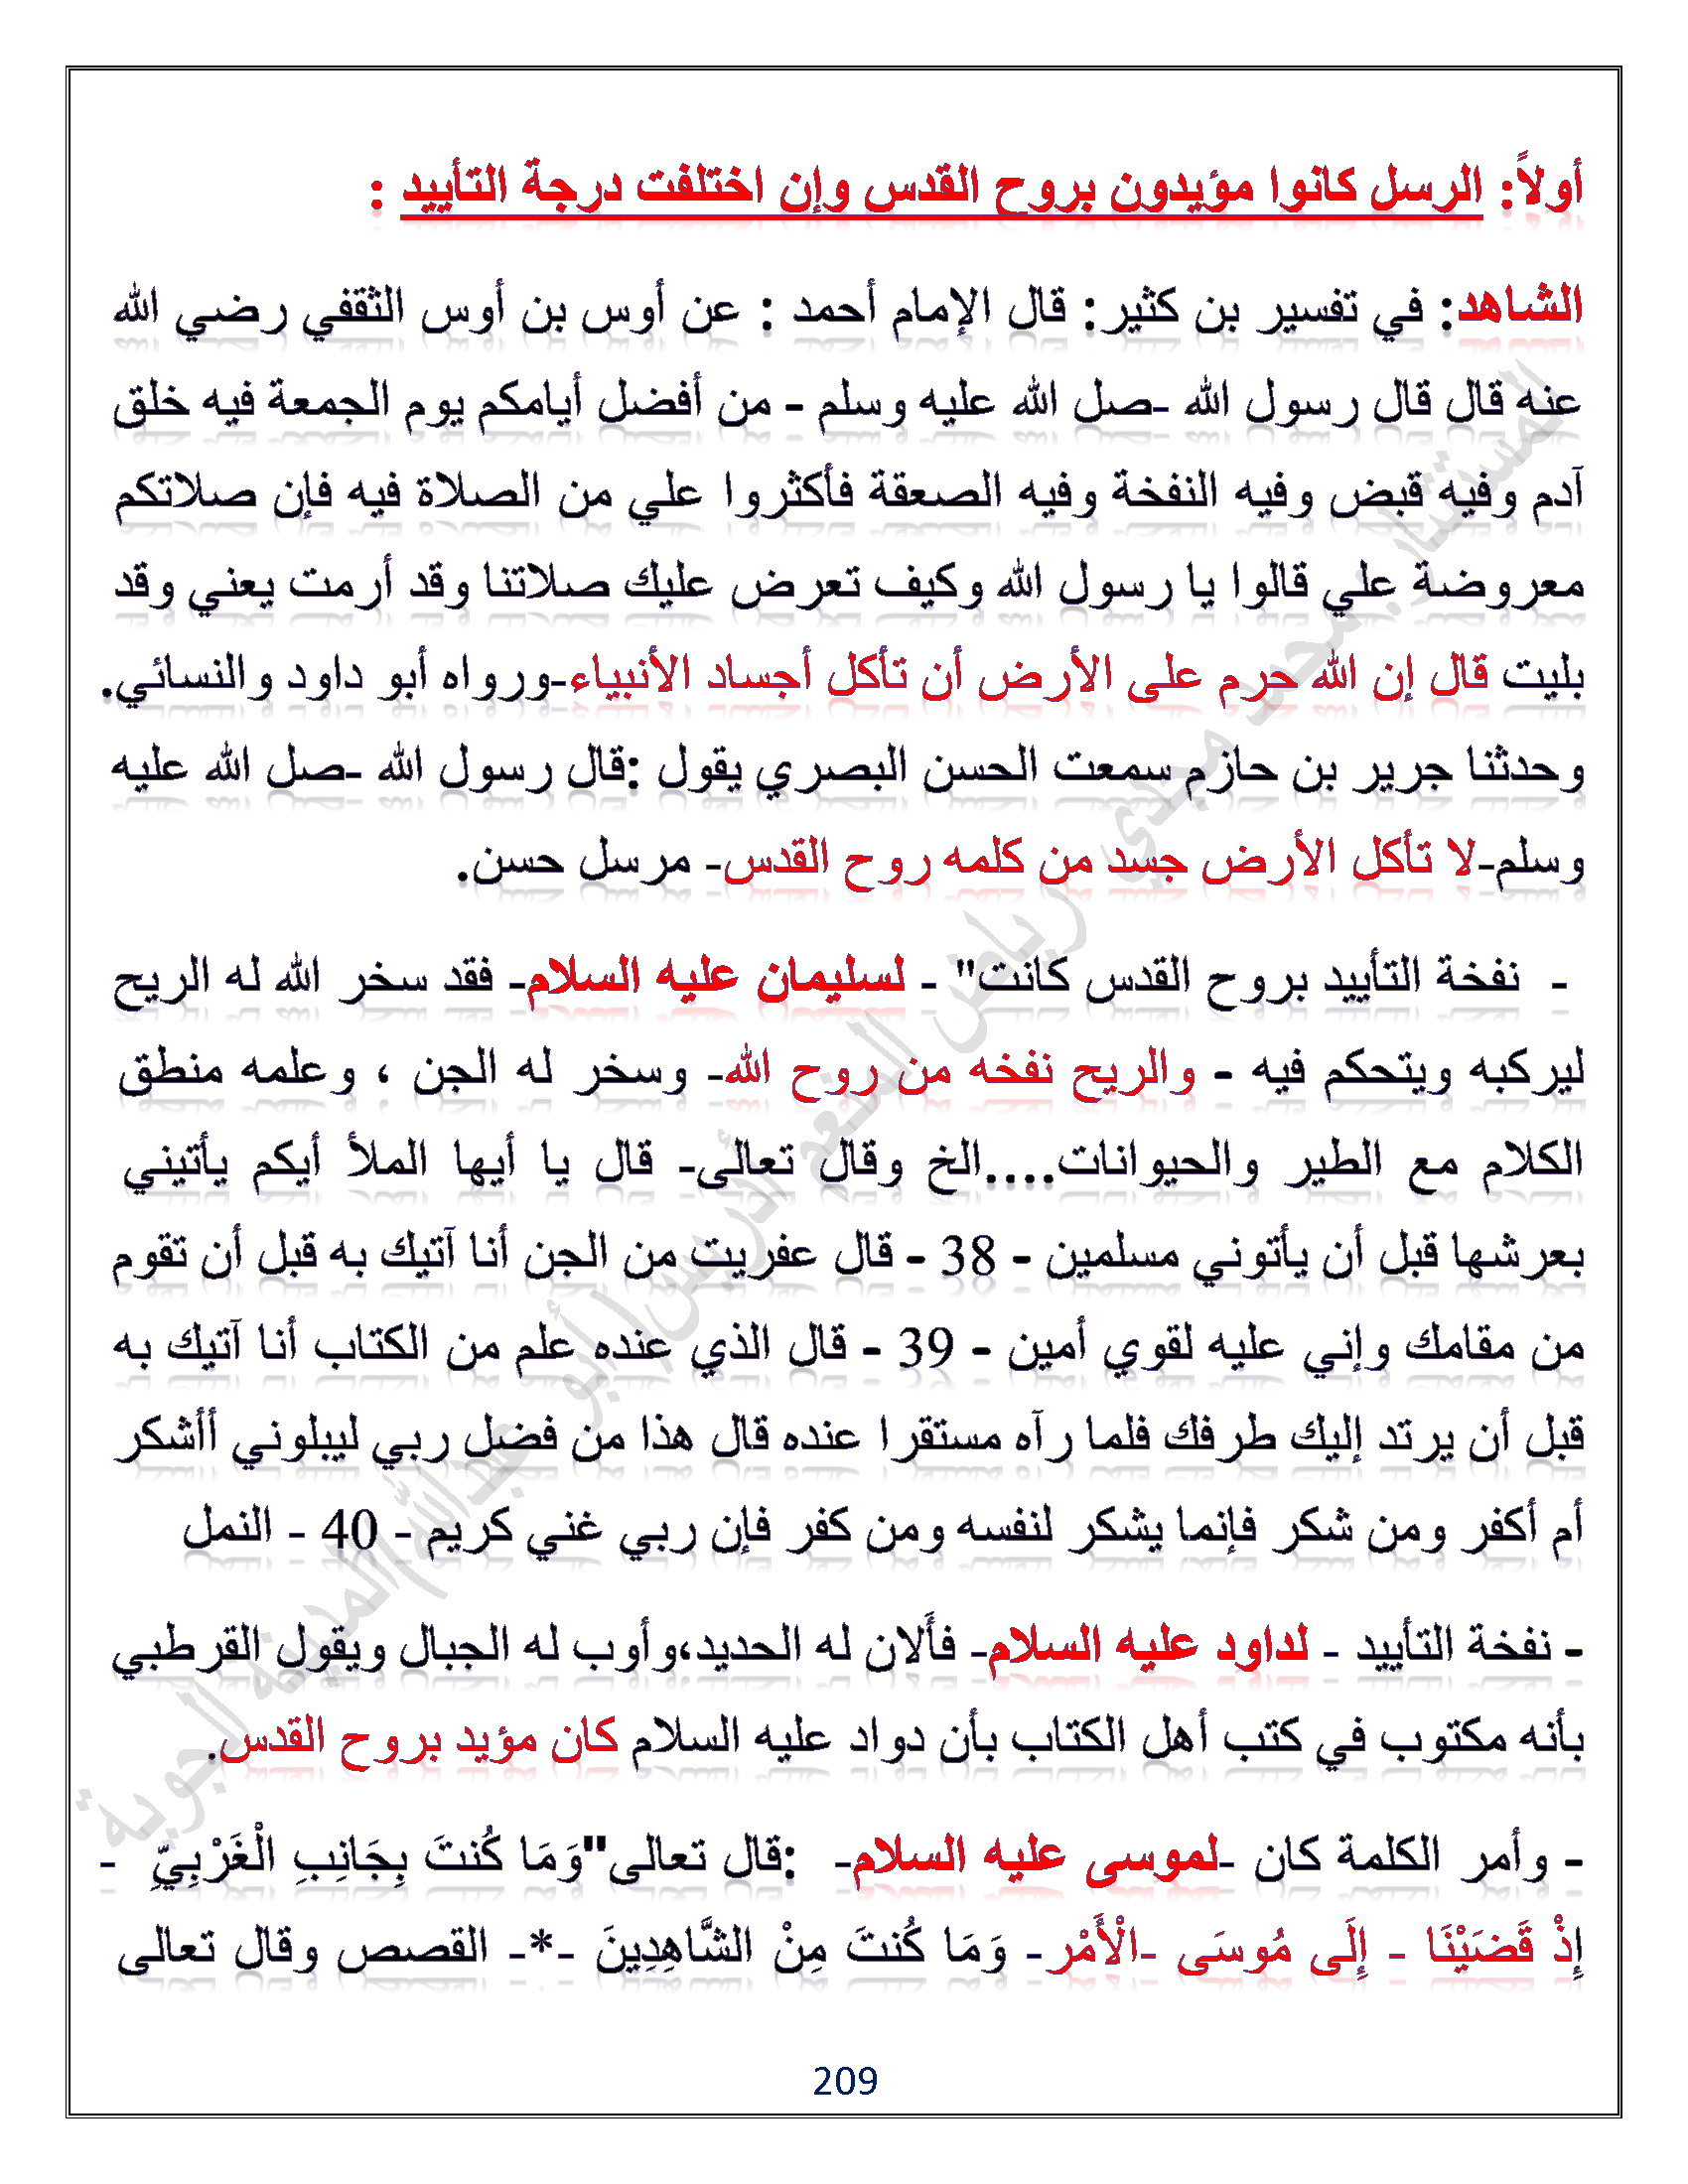 أولاً: الرسل كانوا مؤيدون بروح القدس وإن اختلفت درجة التأييد :
الشاهد: في تفسير بن كثير: قال الإمام أحمد : عن أوس بن أوس الثقفي رضي الله
عنه قال قال رسول الله -صل الله عليه وسلم - من أفضل أيامكم يوم الجمعة فيه خلق
آدم وفيه قبض وفيه النفخة وفيه الصعقة فأكثروا علي من الصلاة فيه فإن صلاتكم
معروضة علي قالوا يا رسول الله وكيف تعرض عليك صلاتنا وقد أرمت يعني وقد
بليت قال إن الله حرم على الأرض أن تأكل أجساد الأنبياء-ورواه أبو داود والنسائي.
وحدثنا جرير بن حازم سمعت الحسن البصري يقول :قال رسول الله -صل الله عليه
وسلم-لا تأكل الأرض جسد من كلمه روح القدس- مرسل حسن.
- نفخة التأييد بروح القدس كانت" - لسليمان عليه السلام- فقد سخر الله له الريح
ليركبه ويتحكم فيه - والريح نفخه من روح الله- وسخر له الجن ، وعلمه منطق
الكلام مع الطير والحيوانات....الخ وقال تعالى- قال يا أيها الملأ أيكم يأتيني
بعرشها قبل أن يأتوني مسلمين - 38 - قال عفريت من الجن أنا آتيك به قبل أن تقوم
من مقامك وإني عليه لقوي أمين - 39 - قال الذي عنده علم من الكتاب أنا آتيك به
قبل أن يرتد إليك طرفك فلما رآه مستقرا عنده قال هذا من فضل ربي ليبلوني أأشكر
أم أكفر ومن شكر فإنما يشكر لنفسه ومن كفر فإن ربي غني كريم - 40 - النمل
- نفخة التأييد - لداود عليه السلام- فأَلان له الحديد،وأوب له الجبال ويقول القرطبي
بأنه مكتوب في كتب أهل الكتاب بأن دواد عليه السلام كان مؤيد بروح القدس.
- وأمر الكلمة كان -لموسى عليه السلام- :قال تعالى"وَمَا كُنتَ بِجَانِبِ الْغَرْبِيِّ -
إِذْ قَضَيْنَا - إِلَى مُوسَى -الْأَمْر- وَمَا كُنتَ مِنْ الشَّاهِدِينَ -*- القصص وقال تعالى
209